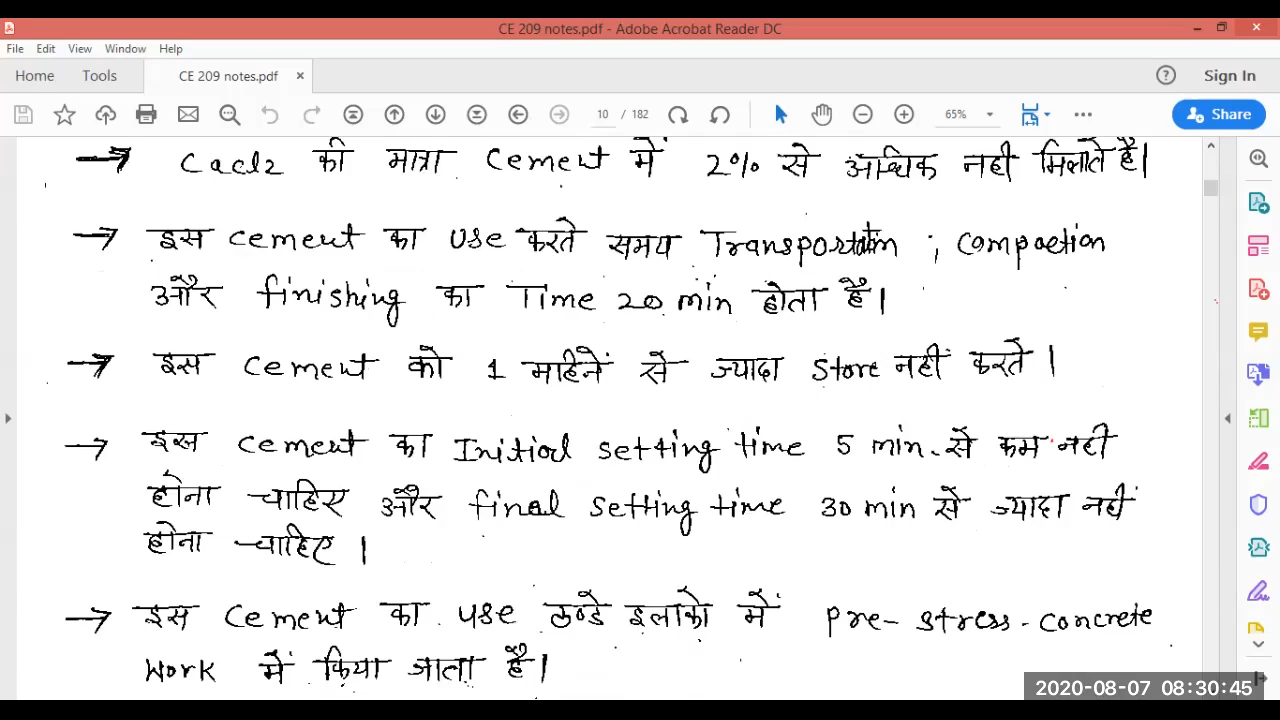 CE 209 notes.pdf - Adobe Acrobat Reader DC
File Edit View Window Help
Home Tools CE 209 notes.pdf × Sign In
10 / 182 65% Share
→ Cacl2 की मात्रा Cement में 2% से अधिक नही मिलाते है।
→ इस Cement का Use करते समय Transportatin ; Compaction
और finishing का Time 20 min होता है।
→ इस Cement को 1 महिनें से ज्यादा Store नहीं करते।
→ इस Cement का Initial setting time 5 min. से कम नही
होना चाहिए और final setting time 30 min से ज्यादा नहीं
होना चाहिए।
→ इस Cement का use ठण्डे इलाको में Pre-stress-concrete
Work में किया जाता है।
2020-08-07 08:30:45